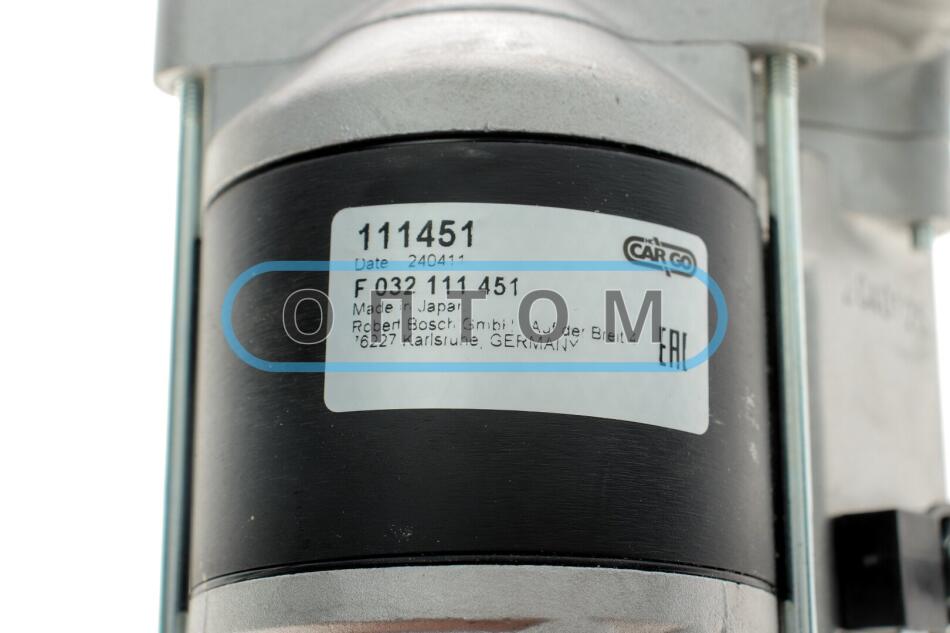 111451
Date 240411
HC CARGO
F 032 111 451
ОПТОМ
Made in Japan
Robert Bosch GmbH, Auf der Breit 4
76227 Karlsruhe, GERMANY
EAC